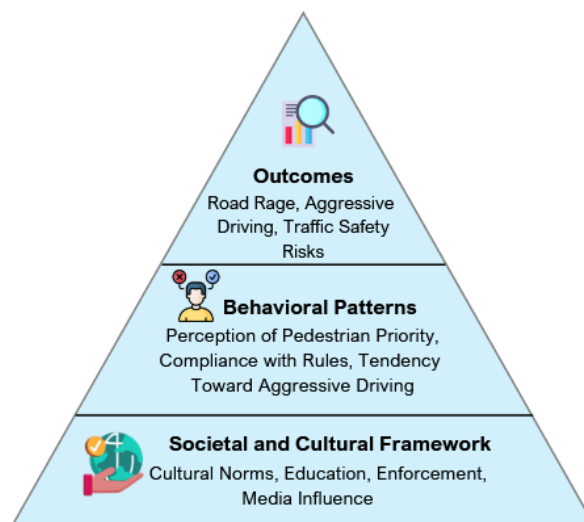 Outcomes
Road Rage, Aggressive
Driving, Traffic Safety
Risks
Behavioral Patterns
Perception of Pedestrian Priority,
Compliance with Rules, Tendency
Toward Aggressive Driving
Societal and Cultural Framework
Cultural Norms, Education, Enforcement,
Media Influence